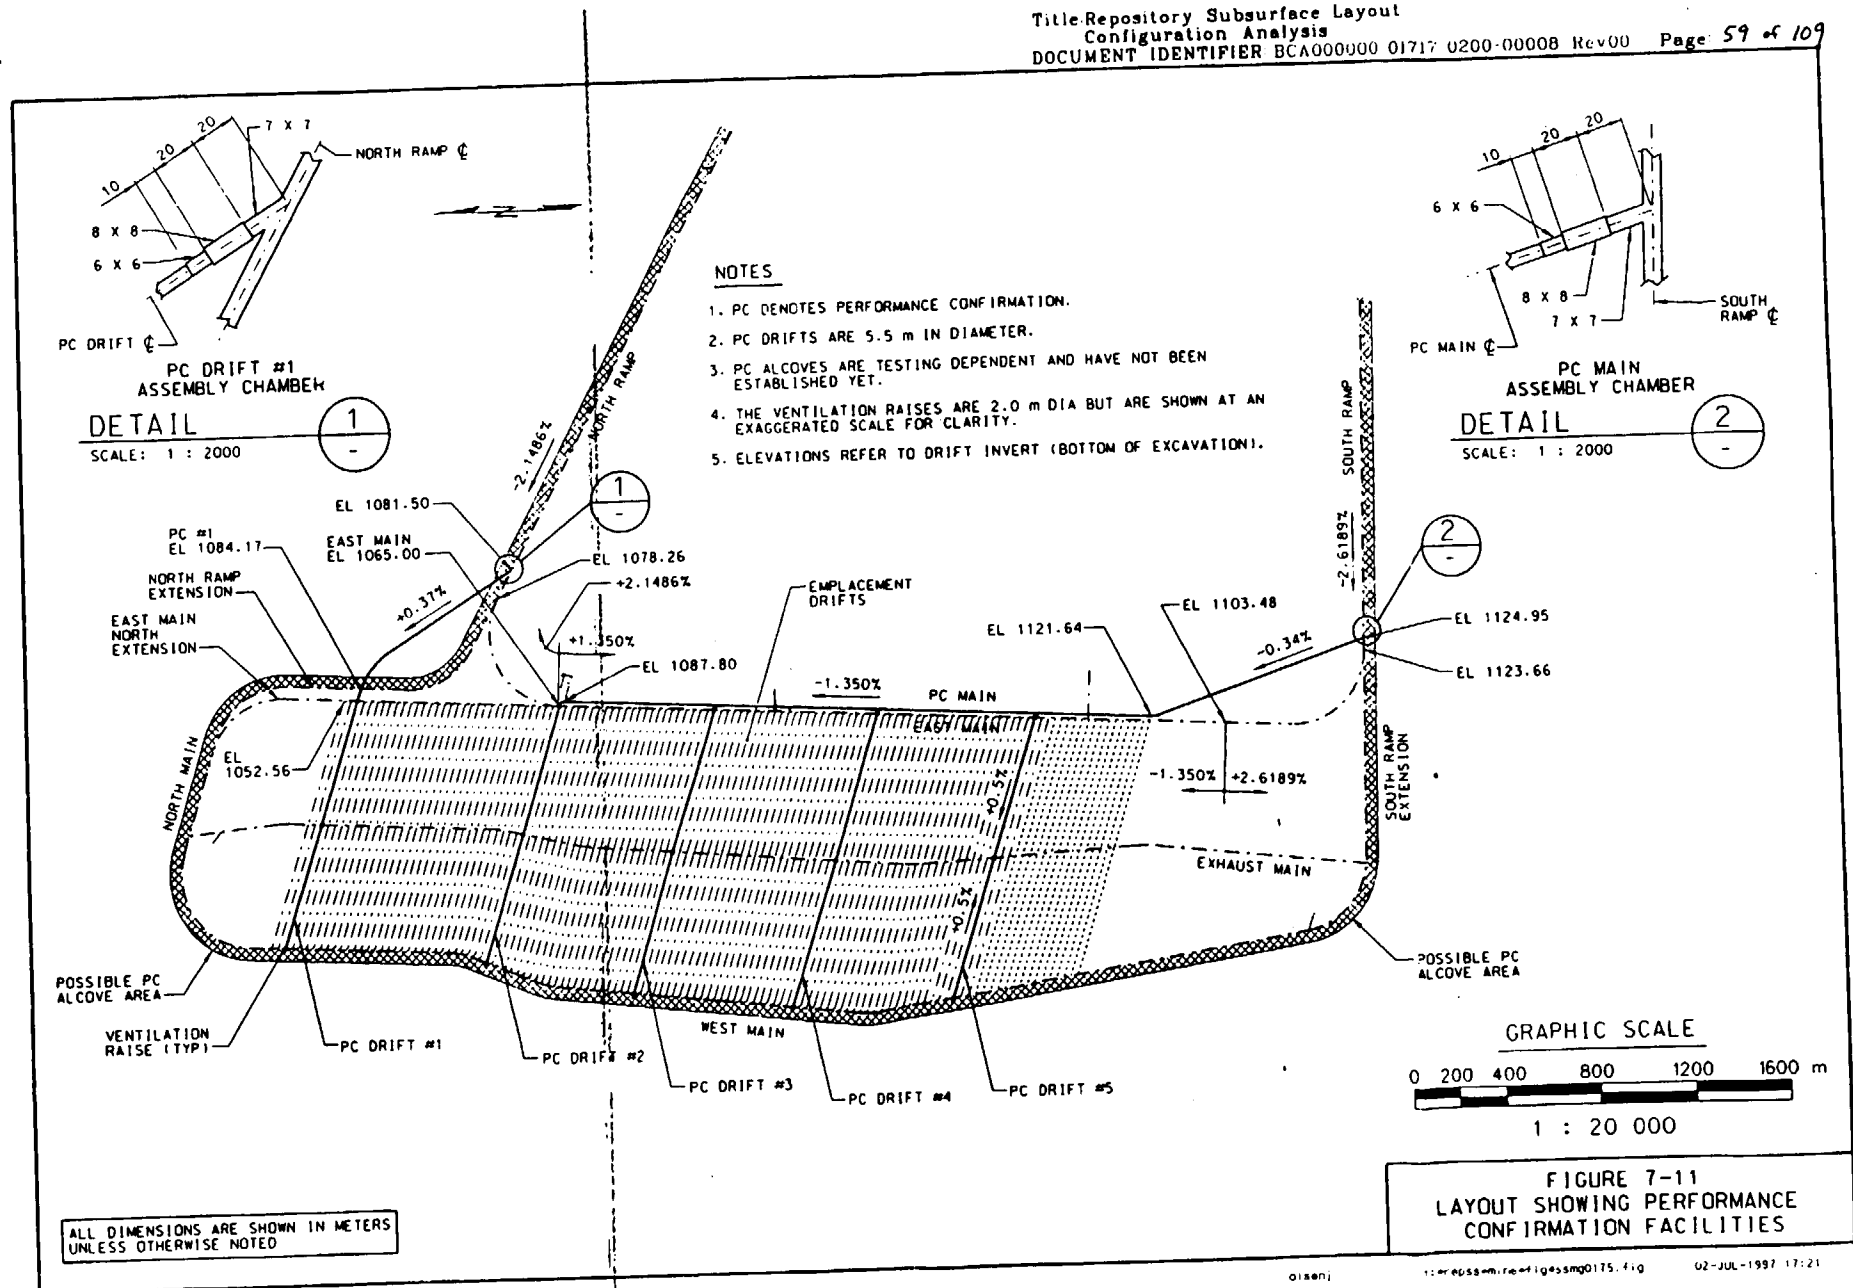 Title:Repository Subsurface Layout
Configuration Analysis
DOCUMENT IDENTIFIER BCA000000 01717 0200-00008 Rev00 Page: 59 of 109
20
20
10
7 X 7
NORTH RAMP ℄
8 X 8
6 X 6
PC DRIFT ℄
PC DRIFT #1
ASSEMBLY CHAMBER
DETAIL
1
-
SCALE: 1 : 2000
N
NOTES
1. PC DENOTES PERFORMANCE CONFIRMATION.
2. PC DRIFTS ARE 5.5 m IN DIAMETER.
3. PC ALCOVES ARE TESTING DEPENDENT AND HAVE NOT BEEN
ESTABLISHED YET.
4. THE VENTILATION RAISES ARE 2.0 m DIA BUT ARE SHOWN AT AN
EXAGGERATED SCALE FOR CLARITY.
5. ELEVATIONS REFER TO DRIFT INVERT (BOTTOM OF EXCAVATION).
20
20
10
6 X 6
8 X 8
7 X 7
SOUTH
RAMP ℄
PC MAIN ℄
PC MAIN
ASSEMBLY CHAMBER
DETAIL
2
-
SCALE: 1 : 2000
NORTH RAMP
-2.1486%
SOUTH RAMP
-2.6189%
1
-
2
-
EL 1081.50
PC #1
EL 1084.17
EAST MAIN
EL 1065.00
EL 1078.26
+2.1486%
NORTH RAMP
EXTENSION
+0.37%
EMPLACEMENT
DRIFTS
EL 1103.48
EAST MAIN
NORTH
EXTENSION
+1.350%
EL 1121.64
EL 1124.95
-0.34%
EL 1087.80
EL 1123.66
-1.350%
PC MAIN
EAST MAIN
NORTH MAIN
EL
1052.56
+0.5%
-1.350%
+2.6189%
SOUTH RAMP
EXTENSION
EXHAUST MAIN
+0.5%
POSSIBLE PC
ALCOVE AREA
POSSIBLE PC
ALCOVE AREA
VENTILATION
RAISE (TYP)
WEST MAIN
PC DRIFT #1
PC DRIFT #2
PC DRIFT #3
PC DRIFT #4
PC DRIFT #5
GRAPHIC SCALE
0 200 400 800 1200 1600 m
1 : 20 000
FIGURE 7-11
LAYOUT SHOWING PERFORMANCE
CONFIRMATION FACILITIES
ALL DIMENSIONS ARE SHOWN IN METERS
UNLESS OTHERWISE NOTED
olsenj
02-JUL-1997 17:21